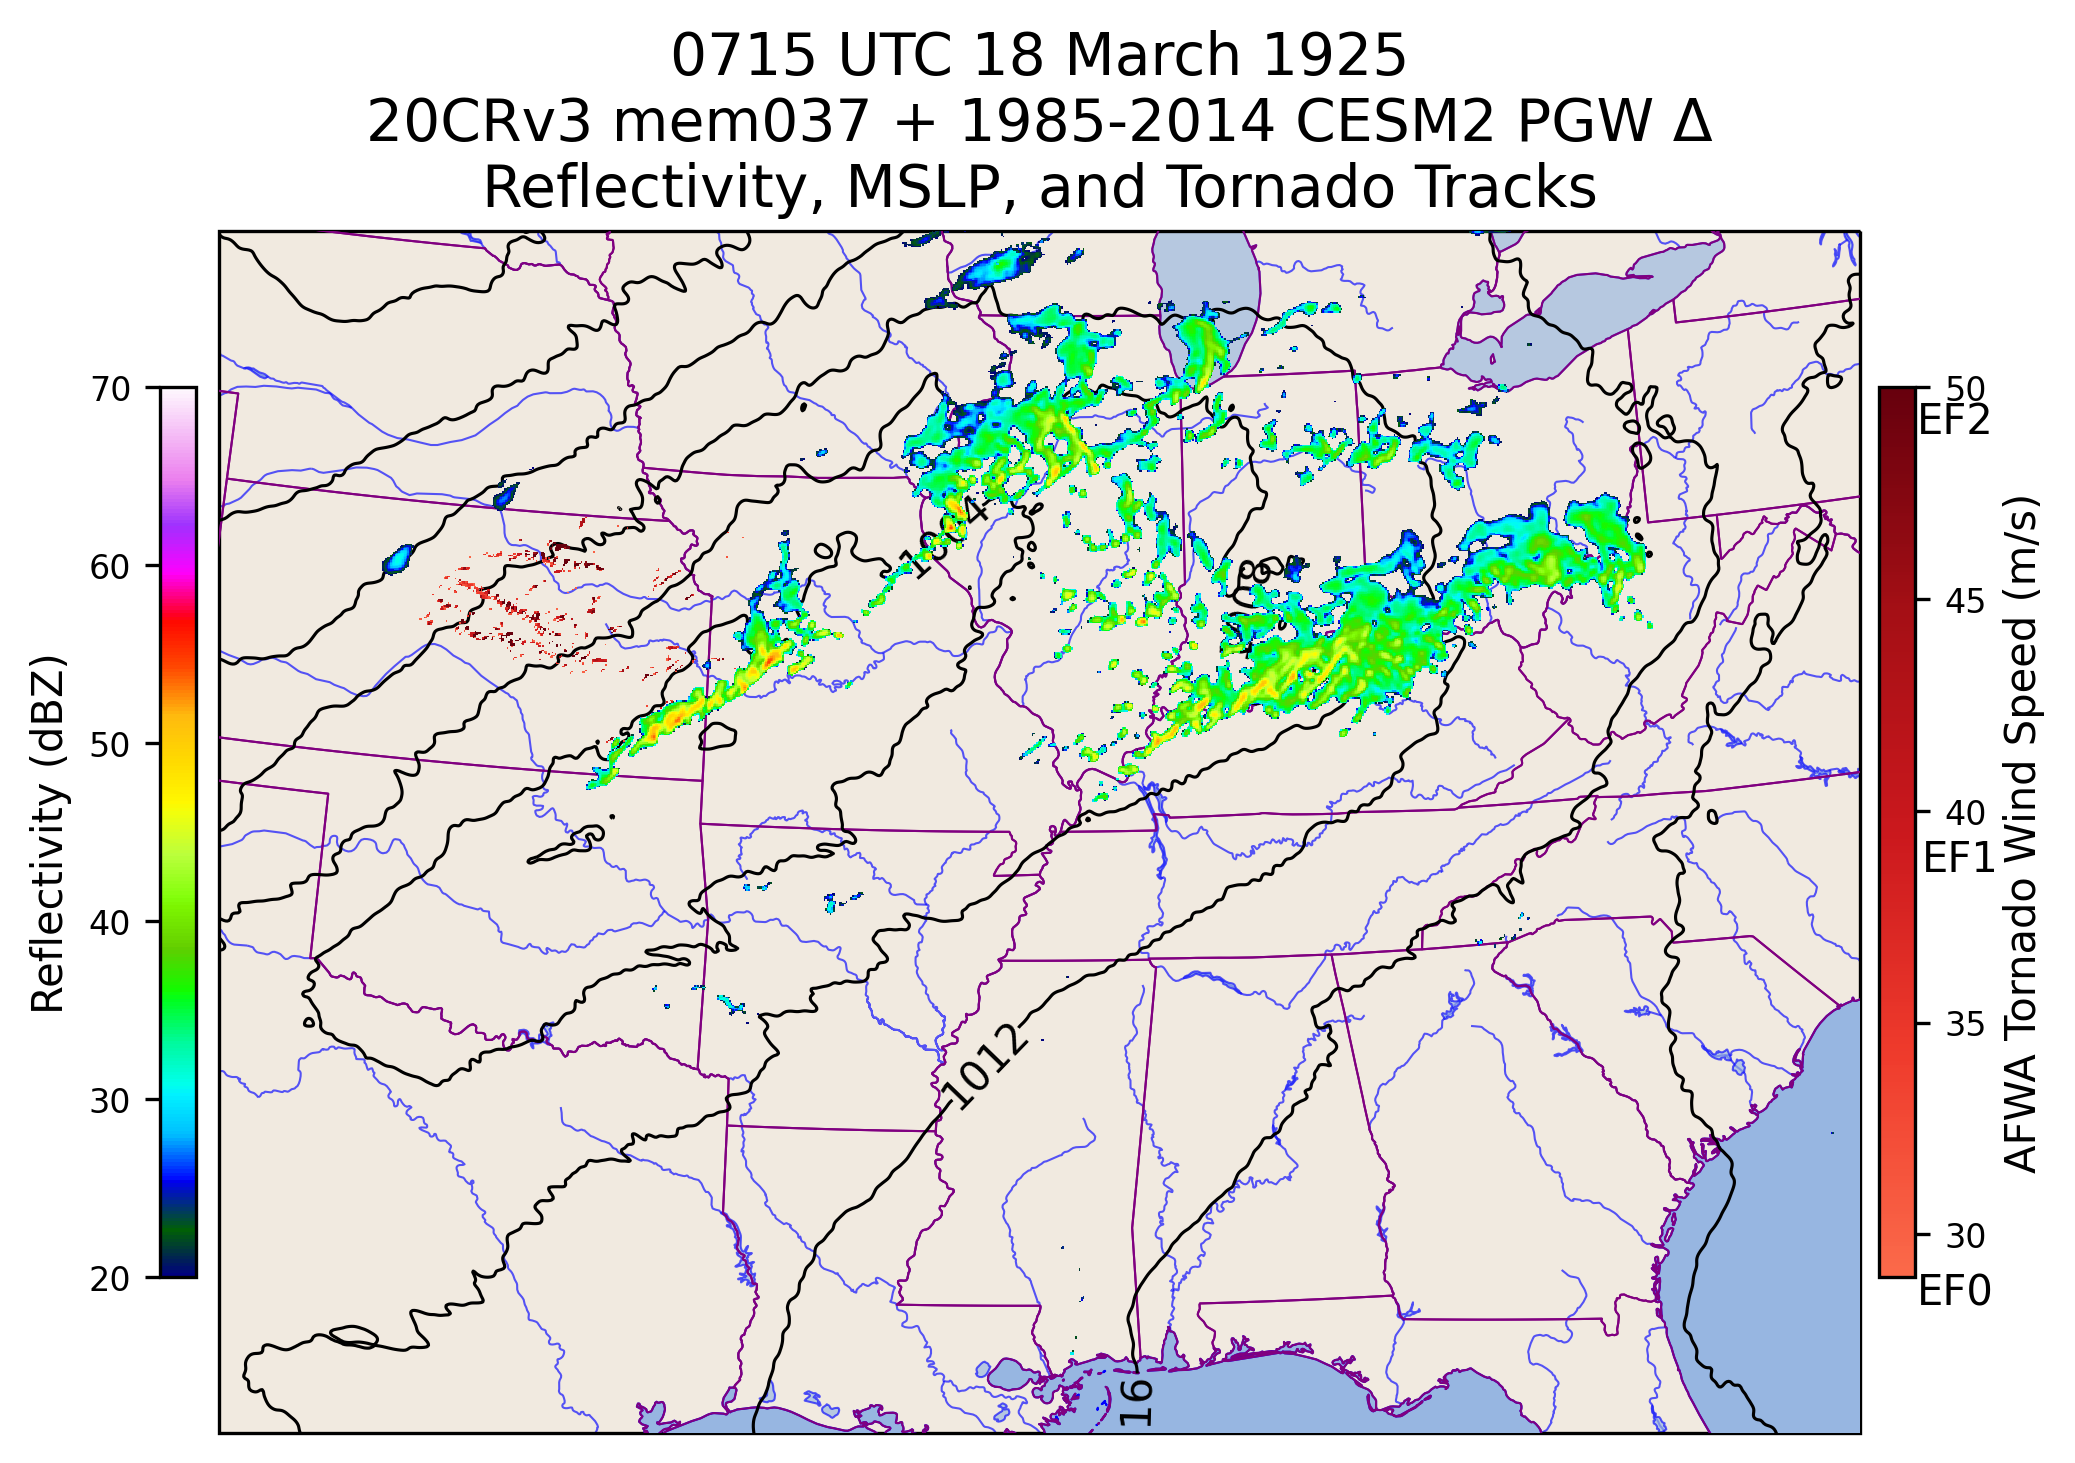 0715 UTC 18 March 1925
20CRv3 mem037 + 1985-2014 CESM2 PGW Δ
Reflectivity, MSLP, and Tornado Tracks
Reflectivity (dBZ)
70
60
50
40
30
20
1004
1012
16
50
EF2
45
40
EF1
35
30
EF0
AFWA Tornado Wind Speed (m/s)